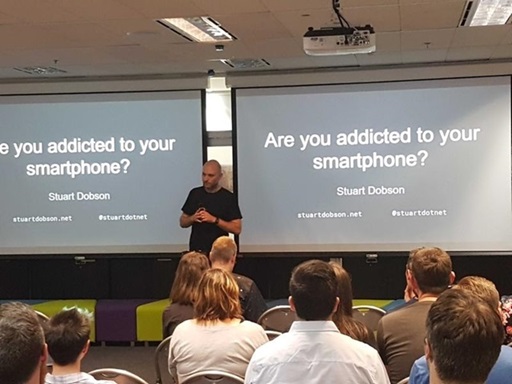 re you addicted to your
smartphone?
Stuart Dobson
stuartdobson.net @stuartdotnet
Are you addicted to your
smartphone?
Stuart Dobson
stuartdobson.net @stuartdotnet